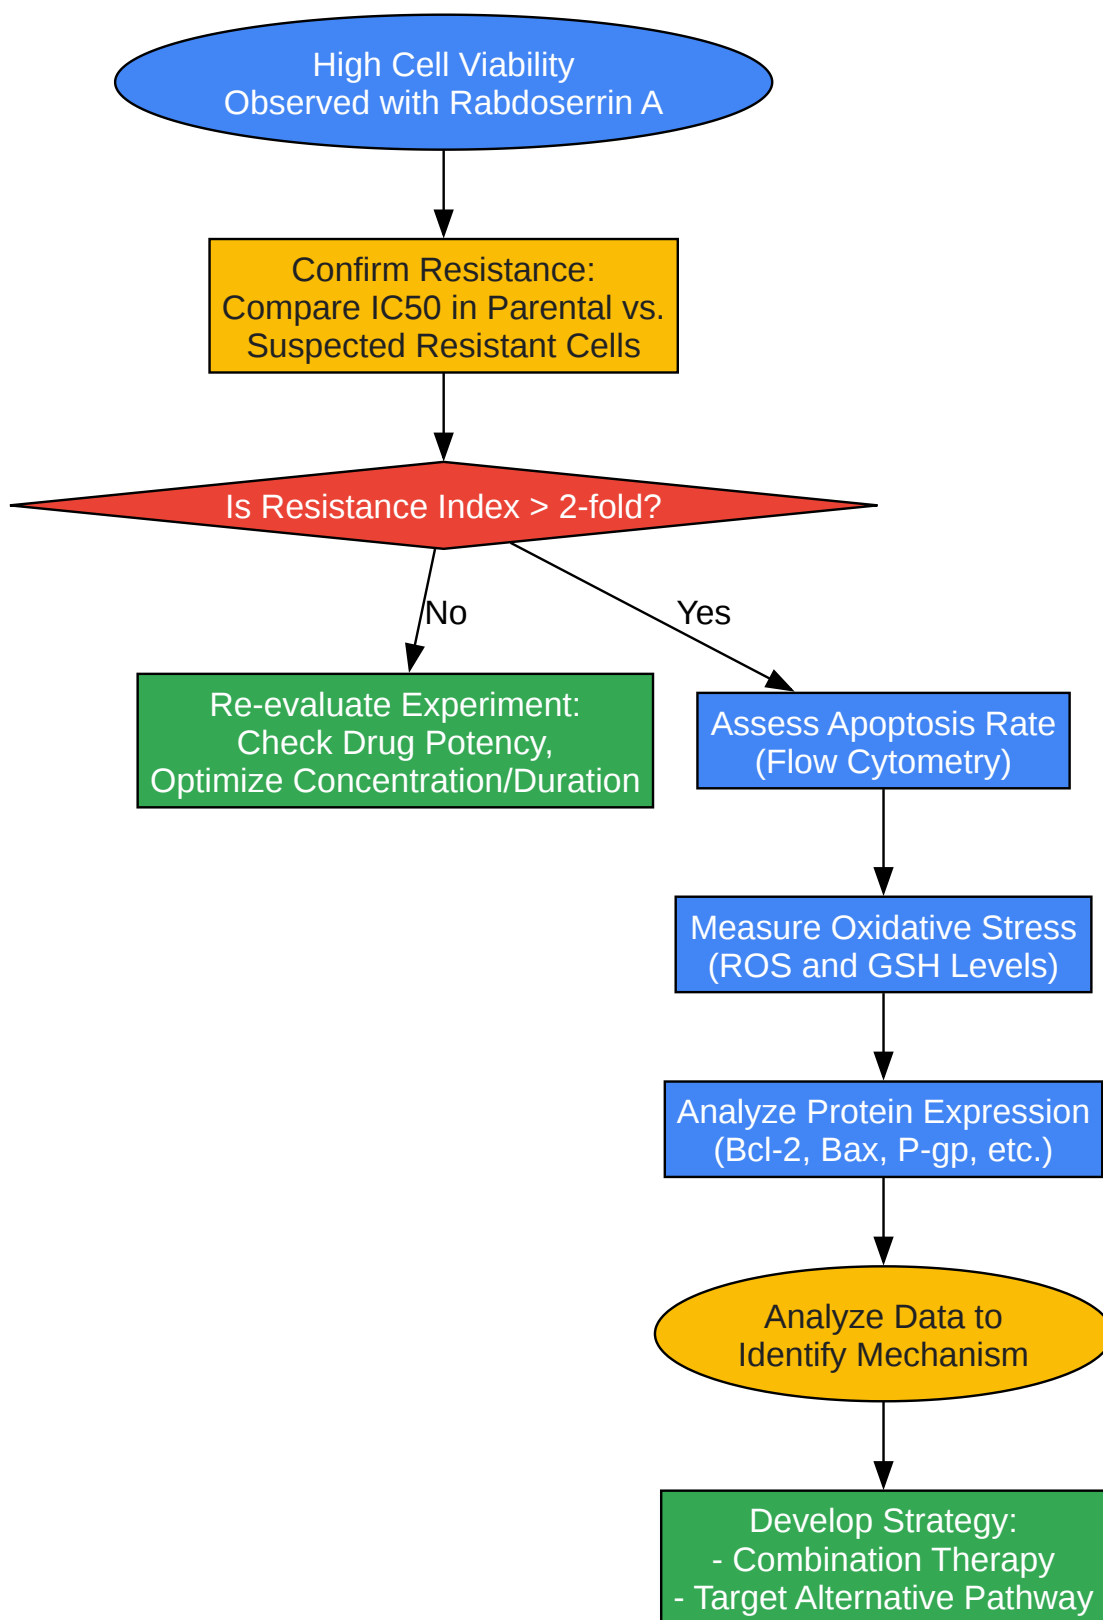 High Cell Viability
Observed with Rabdoserrin A
Confirm Resistance:
Compare IC50 in Parental vs.
Suspected Resistant Cells
Is Resistance Index > 2-fold?
No
Yes
Re-evaluate Experiment:
Check Drug Potency,
Optimize Concentration/Duration
Assess Apoptosis Rate
(Flow Cytometry)
Measure Oxidative Stress
(ROS and GSH Levels)
Analyze Protein Expression
(Bcl-2, Bax, P-gp, etc.)
Analyze Data to
Identify Mechanism
Develop Strategy:
- Combination Therapy
- Target Alternative Pathway